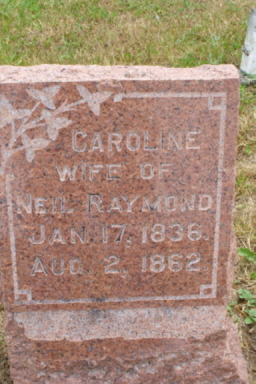 CAROLINE
WIFE OF
NEIL RAYMOND
JAN. 17, 1836.
AUG. 2, 1862.